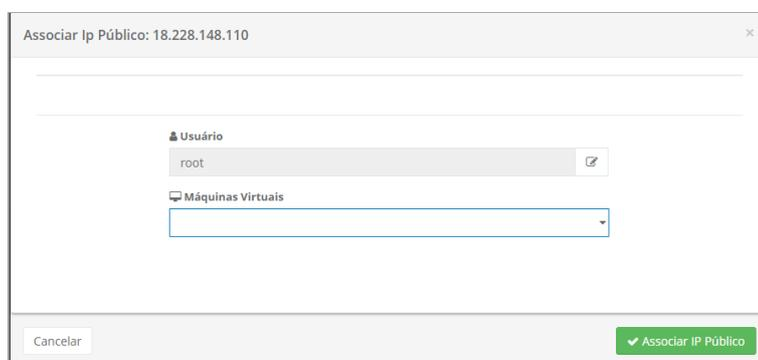 Associar Ip Público: 18.228.148.110
×
Usuário
root
Máquinas Virtuais
Cancelar
Associar IP Público